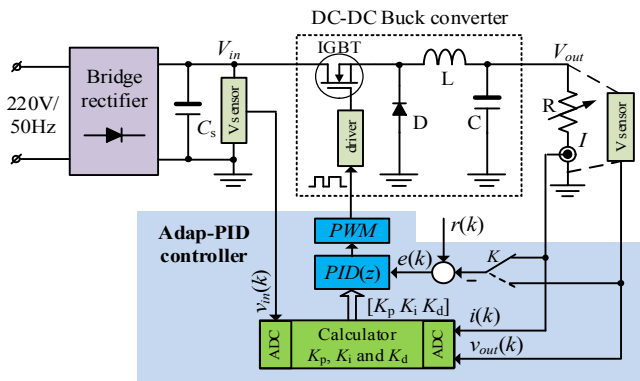 DC-DC Buck converter
220V/
50Hz
Bridge
rectifier
V_in
C_s
V sensor
IGBT
driver
D
L
C
V_out
R
I
V sensor
Adap-PID
controller
PWM
PID(z)
r(k)
e(k)
K
−
v_in(k)
[K_p K_i K_d]
i(k)
v_out(k)
ADC
Calculator
K_p, K_i and K_d
ADC